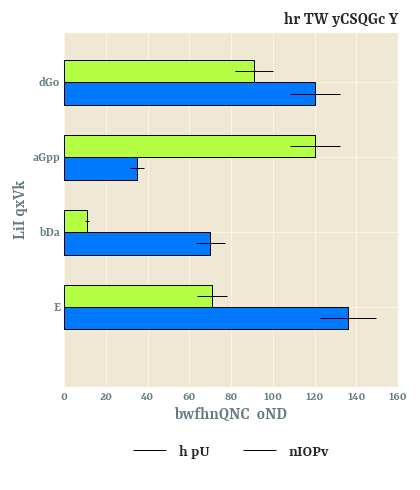 hr TW yCSQGc Y
dGo
aGpp
bDa
E
LiI qxVk
0 20 40 60 80 100 120 140 160
bwfhnQNC oND
h pU nIOPv